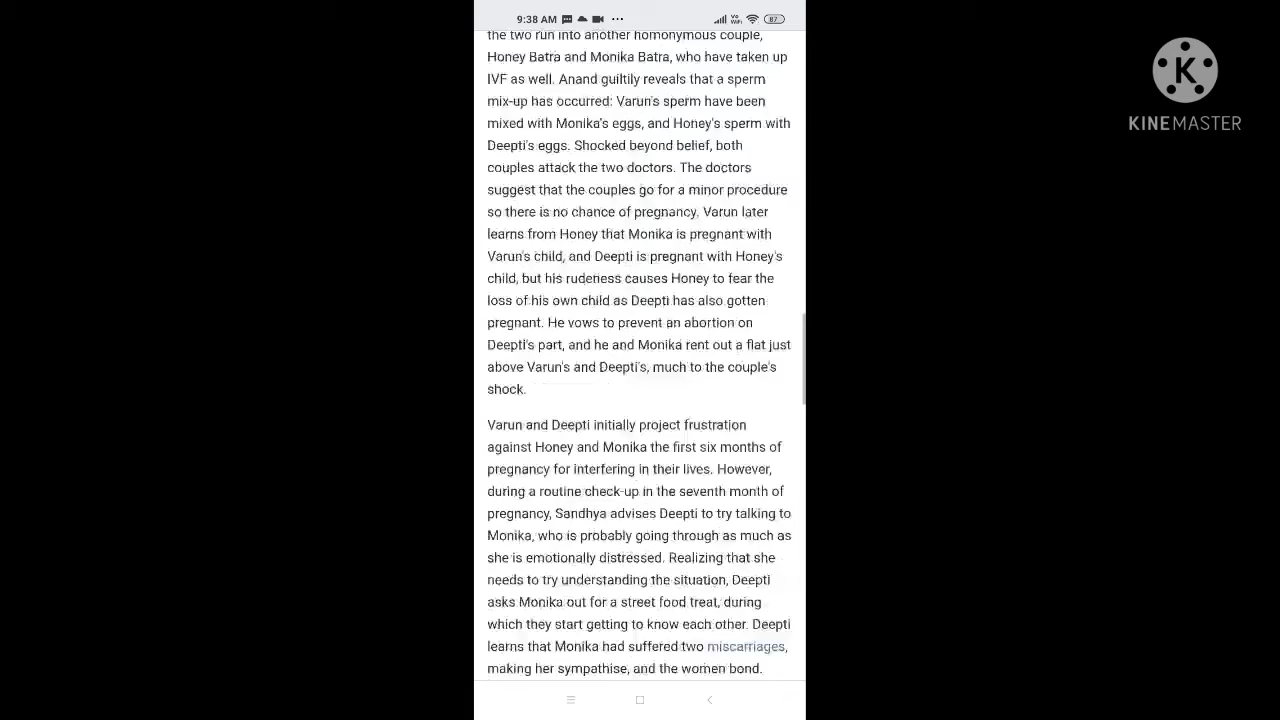 9:38 AM
Vo
WiFi
87
the two run into another homonymous couple,
Honey Batra and Monika Batra, who have taken up
IVF as well. Anand guiltily reveals that a sperm
mix-up has occurred: Varun's sperm have been
mixed with Monika's eggs, and Honey's sperm with
Deepti's eggs. Shocked beyond belief, both
couples attack the two doctors. The doctors
suggest that the couples go for a minor procedure
so there is no chance of pregnancy. Varun later
learns from Honey that Monika is pregnant with
Varun's child, and Deepti is pregnant with Honey's
child, but his rudeness causes Honey to fear the
loss of his own child as Deepti has also gotten
pregnant. He vows to prevent an abortion on
Deepti's part, and he and Monika rent out a flat just
above Varun's and Deepti's, much to the couple's
shock.
Varun and Deepti initially project frustration
against Honey and Monika the first six months of
pregnancy for interfering in their lives. However,
during a routine check-up in the seventh month of
pregnancy, Sandhya advises Deepti to try talking to
Monika, who is probably going through as much as
she is emotionally distressed. Realizing that she
needs to try understanding the situation, Deepti
asks Monika out for a street food treat, during
which they start getting to know each other. Deepti
learns that Monika had suffered two miscarriages,
making her sympathise, and the women bond.
K
KINEMASTER